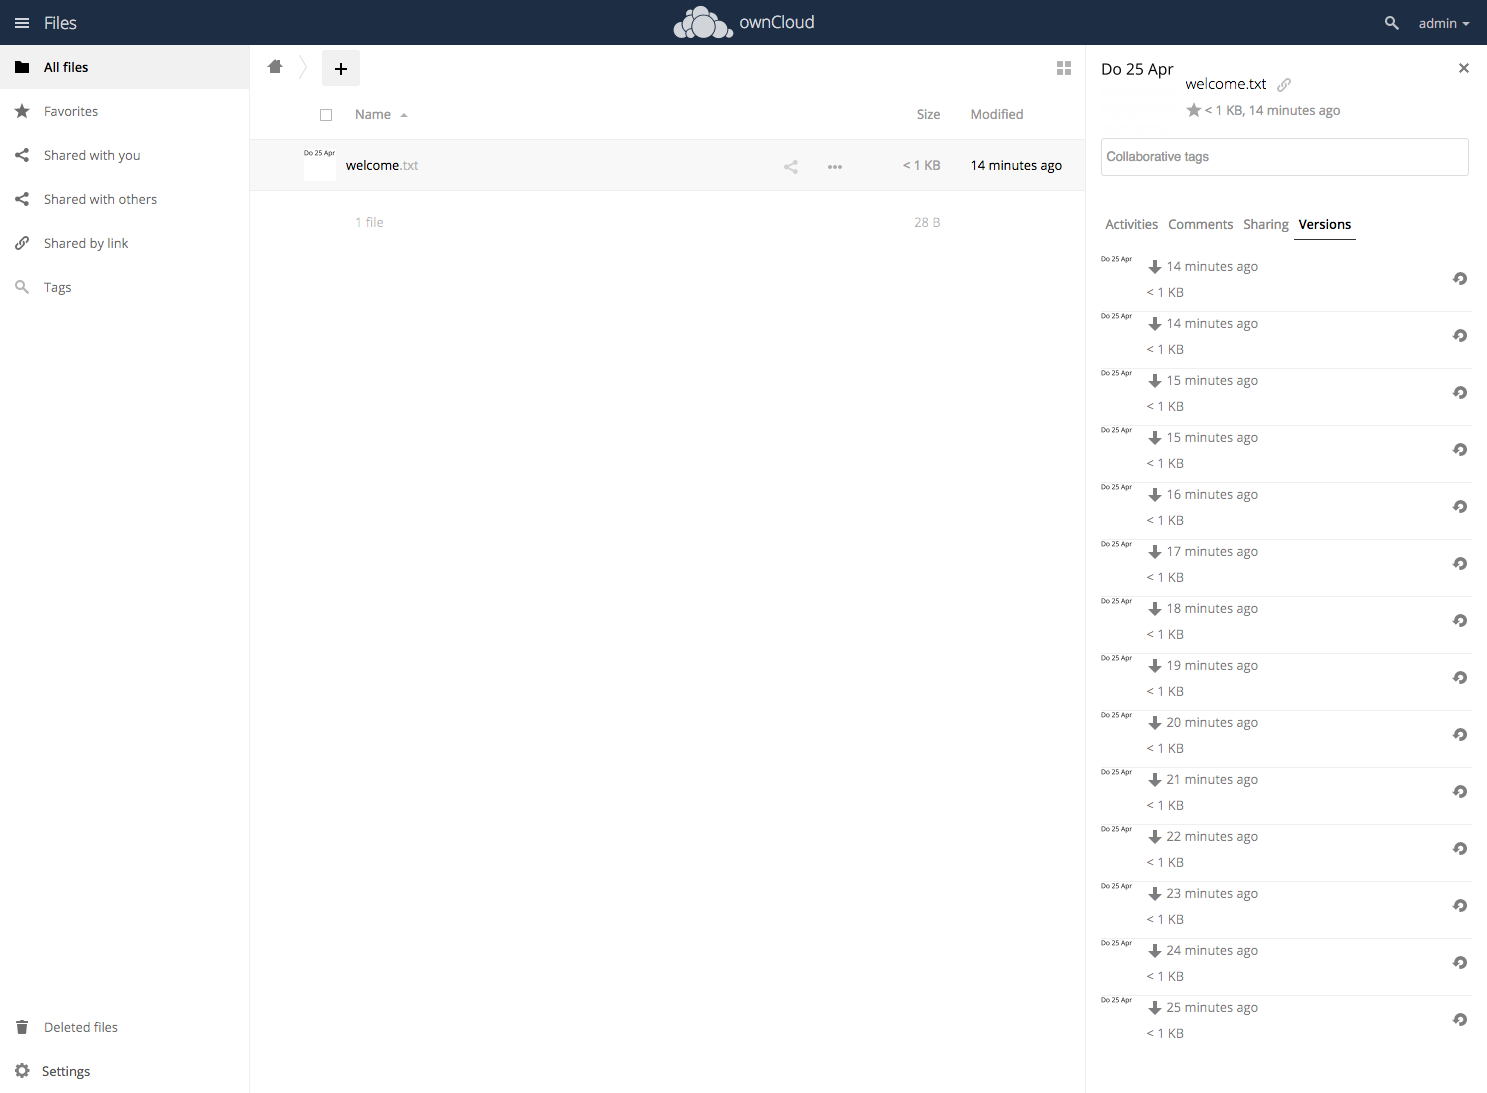 Files
ownCloud
admin
All files
Favorites
Shared with you
Shared with others
Shared by link
Tags
Deleted files
Settings
Name Size Modified
Do 25 Apr
welcome.txt < 1 KB 14 minutes ago
1 file 28 B
Do 25 Apr
welcome.txt
< 1 KB, 14 minutes ago
Collaborative tags
Activities Comments Sharing Versions
Do 25 Apr 14 minutes ago
< 1 KB
Do 25 Apr 14 minutes ago
< 1 KB
Do 25 Apr 15 minutes ago
< 1 KB
Do 25 Apr 15 minutes ago
< 1 KB
Do 25 Apr 16 minutes ago
< 1 KB
Do 25 Apr 17 minutes ago
< 1 KB
Do 25 Apr 18 minutes ago
< 1 KB
Do 25 Apr 19 minutes ago
< 1 KB
Do 25 Apr 20 minutes ago
< 1 KB
Do 25 Apr 21 minutes ago
< 1 KB
Do 25 Apr 22 minutes ago
< 1 KB
Do 25 Apr 23 minutes ago
< 1 KB
Do 25 Apr 24 minutes ago
< 1 KB
Do 25 Apr 25 minutes ago
< 1 KB